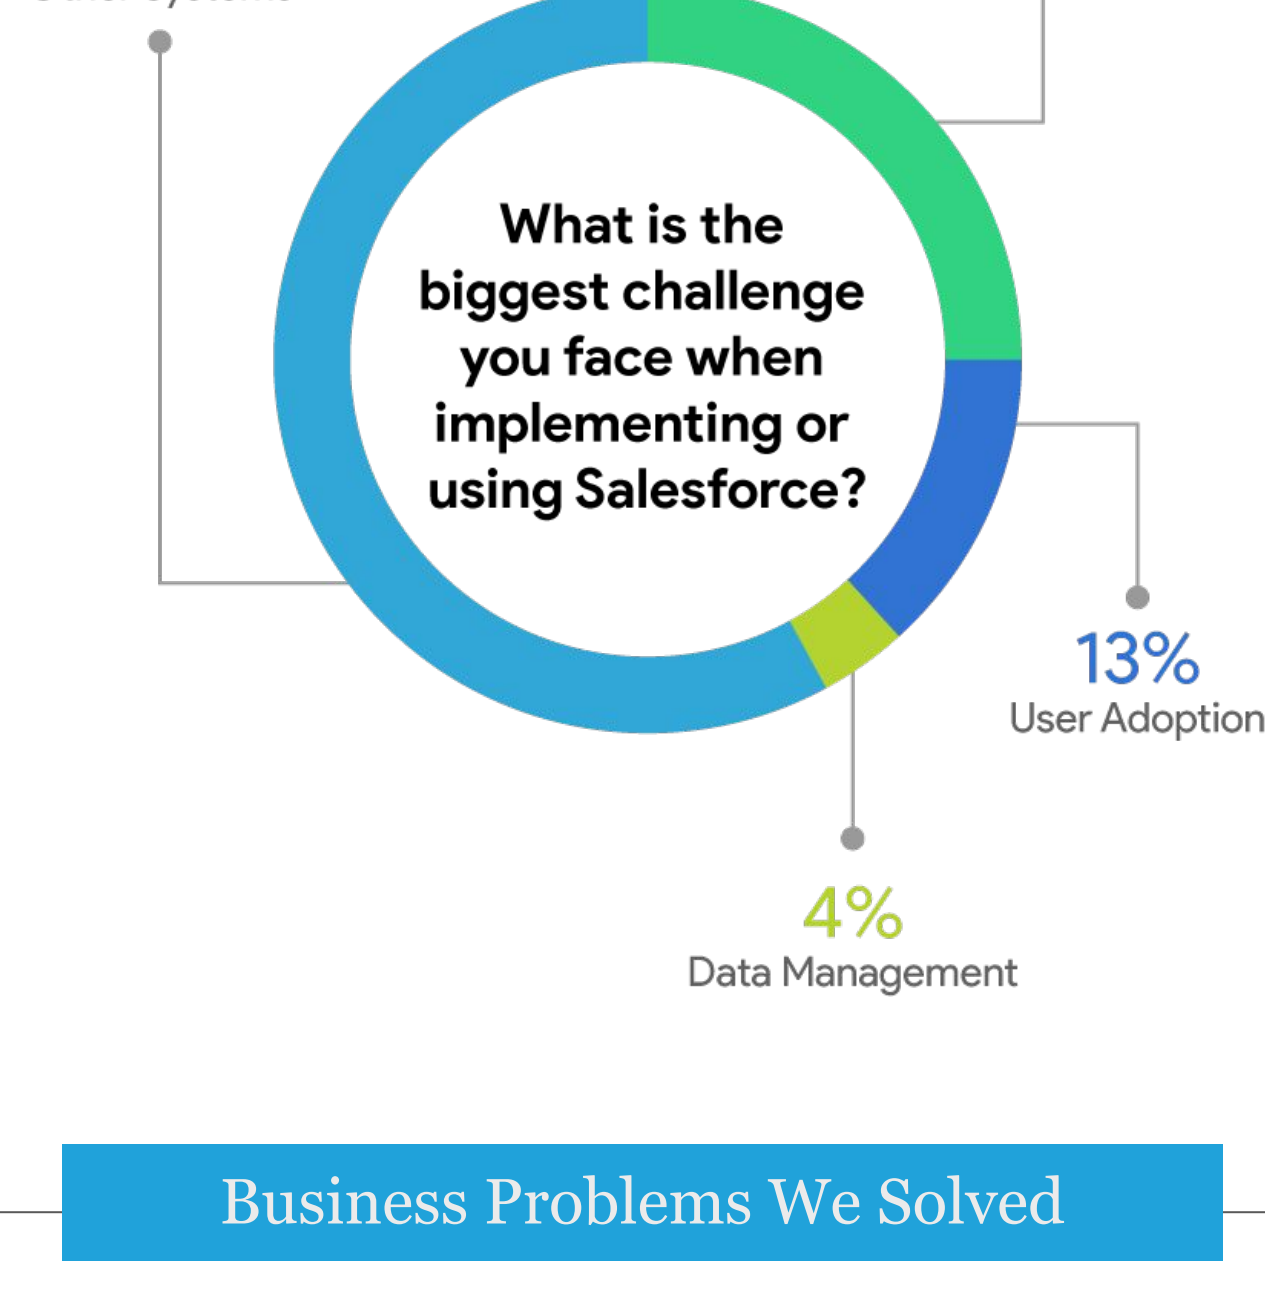 What is the
biggest challenge
you face when
implementing or
using Salesforce?
13%
User Adoption
4%
Data Management
Business Problems We Solved